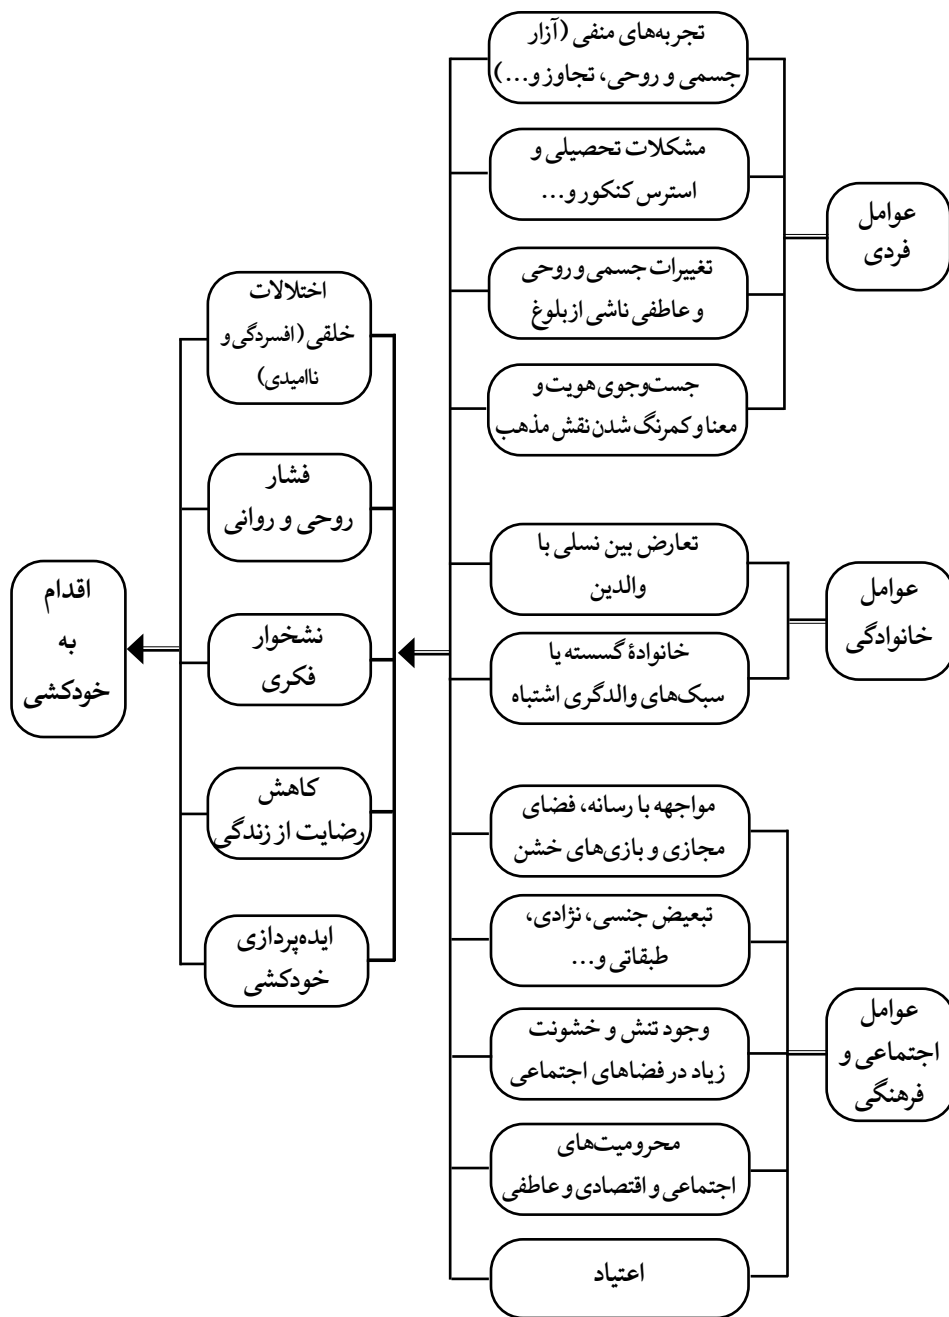 عوامل
فردی
تجربه‌های منفی (آزار
جسمی و روحی، تجاوز و...)
مشکلات تحصیلی و
استرس کنکور و...
تغییرات جسمی و روحی
و عاطفی ناشی از بلوغ
جست‌وجوی هویت و
معنا و کمرنگ شدن نقش مذهب
عوامل
خانوادگی
تعارض بین نسلی با
والدین
خانوادۀ گسسته یا
سبک‌های والدگری اشتباه
عوامل
اجتماعی و
فرهنگی
مواجهه با رسانه، فضای
مجازی و بازی‌های خشن
تبعیض جنسی، نژادی،
طبقاتی و...
وجود تنش و خشونت
زیاد در فضاهای اجتماعی
محرومیت‌های
اجتماعی و اقتصادی و عاطفی
اعتیاد
اختلالات
خلقی (افسردگی و
ناامیدی)
فشار
روحی و روانی
نشخوار
فکری
کاهش
رضایت از زندگی
ایده‌پردازی
خودکشی
اقدام
به
خودکشی